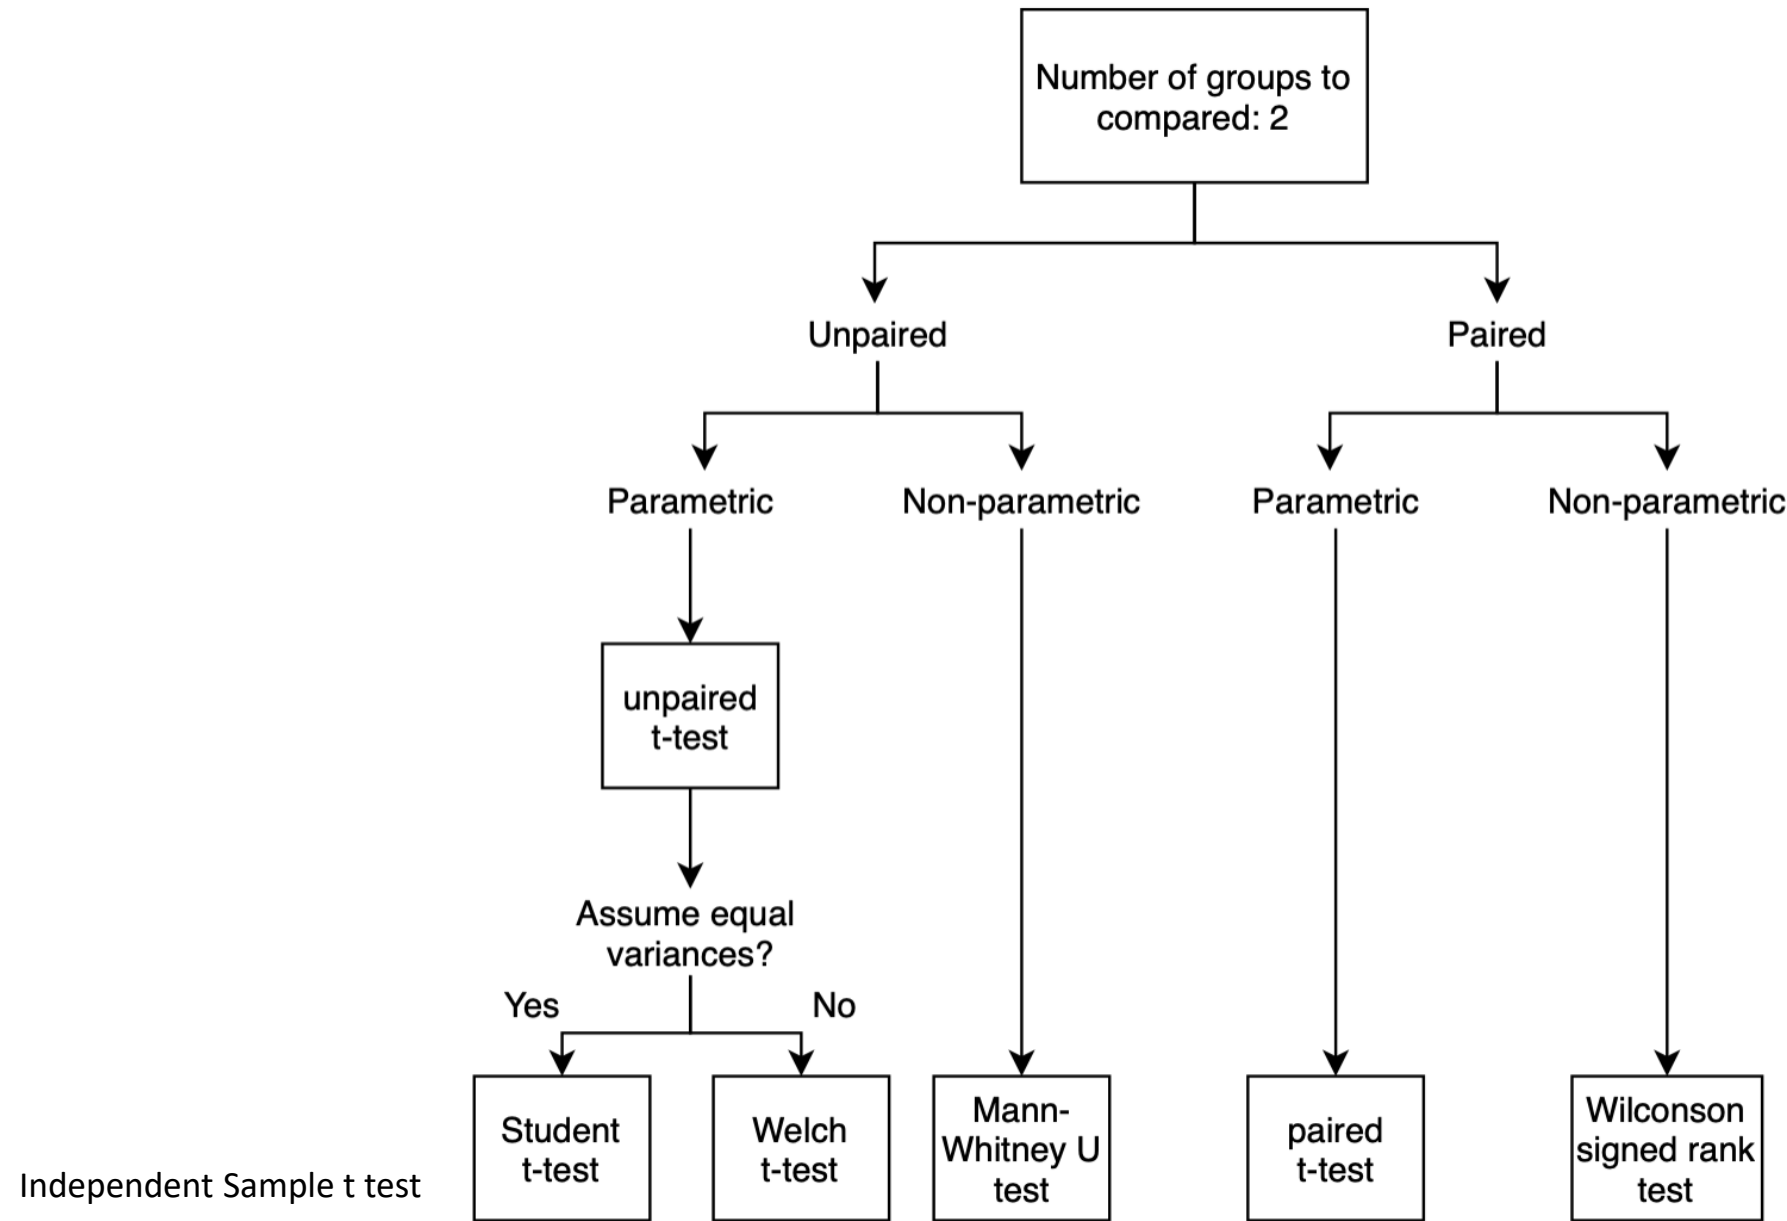 Number of groups to
compared: 2
Unpaired
Paired
Parametric
Non-parametric
Parametric
Non-parametric
unpaired
t-test
Assume equal
variances?
Yes
No
Student
t-test
Welch
t-test
Mann-
Whitney U
test
paired
t-test
Wilconson
signed rank
test
Independent Sample t test